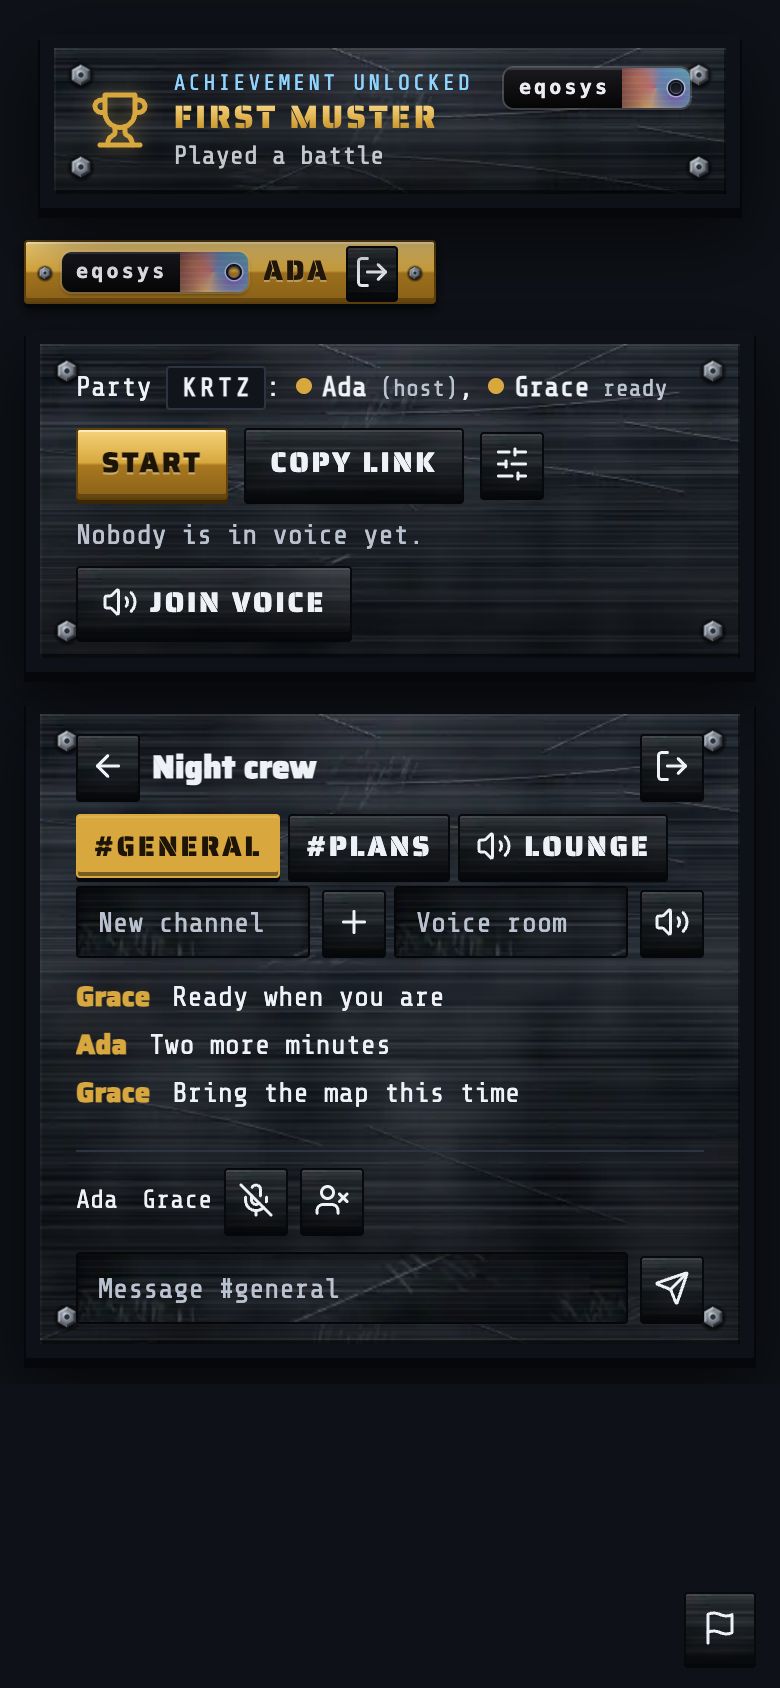 ACHIEVEMENT UNLOCKED
eqosys
FIRST MUSTER
Played a battle
eqosys ADA
Party KRTZ: Ada (host), Grace ready
START COPY LINK
Nobody is in voice yet.
JOIN VOICE
Night crew
#GENERAL #PLANS LOUNGE
New channel Voice room
Grace Ready when you are
Ada Two more minutes
Grace Bring the map this time
Ada Grace
Message #general